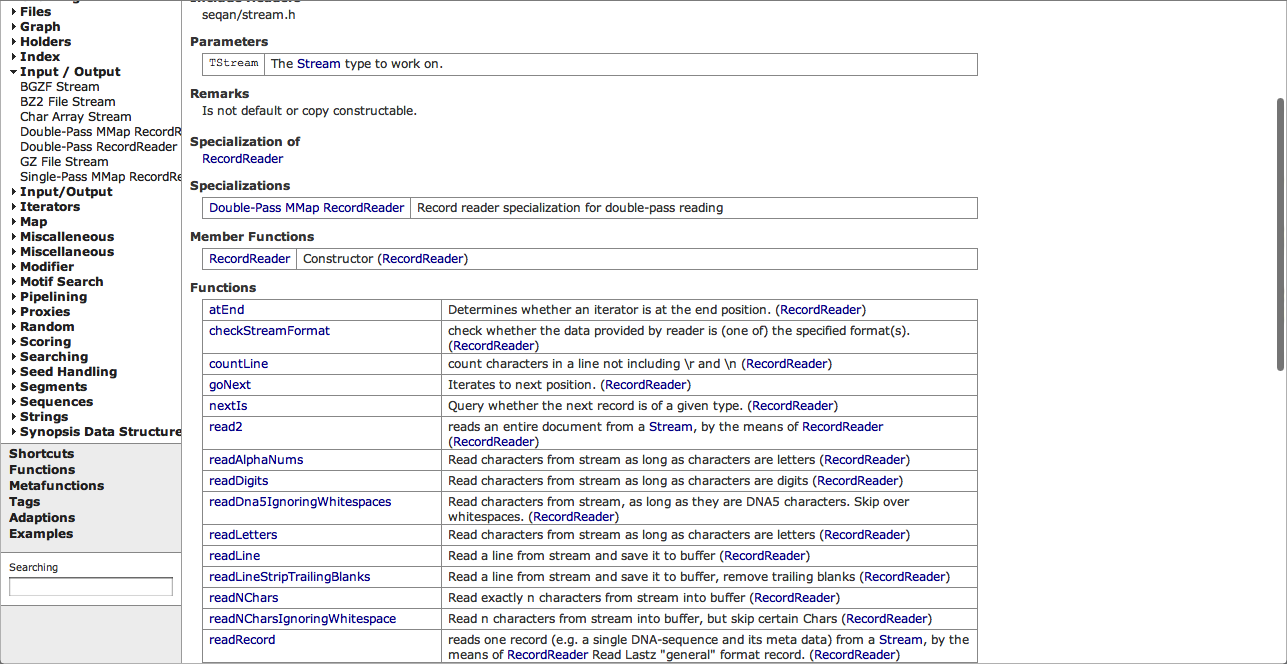 Files
Graph
Holders
Index
Input / Output
BGZF Stream
BZ2 File Stream
Char Array Stream
Double-Pass MMap RecordR
Double-Pass RecordReader
GZ File Stream
Single-Pass MMap RecordRe
Input/Output
Iterators
Map
Miscalleneous
Miscellaneous
Modifier
Motif Search
Pipelining
Proxies
Random
Scoring
Searching
Seed Handling
Segments
Sequences
Strings
Synopsis Data Structure
Shortcuts
Functions
Metafunctions
Tags
Adaptions
Examples
Searching
seqan/stream.h
Parameters
TStream The Stream type to work on.
Remarks
Is not default or copy constructable.
Specialization of
RecordReader
Specializations
Double-Pass MMap RecordReader Record reader specialization for double-pass reading
Member Functions
RecordReader Constructor (RecordReader)
Functions
atEnd Determines whether an iterator is at the end position. (RecordReader)
checkStreamFormat check whether the data provided by reader is (one of) the specified format(s).
(RecordReader)
countLine count characters in a line not including \r and \n (RecordReader)
goNext Iterates to next position. (RecordReader)
nextIs Query whether the next record is of a given type. (RecordReader)
read2 reads an entire document from a Stream, by the means of RecordReader
(RecordReader)
readAlphaNums Read characters from stream as long as characters are letters (RecordReader)
readDigits Read characters from stream as long as characters are digits (RecordReader)
readDna5IgnoringWhitespaces Read characters from stream, as long as they are DNA5 characters. Skip over
whitespaces. (RecordReader)
readLetters Read characters from stream as long as characters are letters (RecordReader)
readLine Read a line from stream and save it to buffer (RecordReader)
readLineStripTrailingBlanks Read a line from stream and save it to buffer, remove trailing blanks (RecordReader)
readNChars Read exactly n characters from stream into buffer (RecordReader)
readNCharsIgnoringWhitespace Read n characters from stream into buffer, but skip certain Chars (RecordReader)
readRecord reads one record (e.g. a single DNA-sequence and its meta data) from a Stream, by the
means of RecordReader Read Lastz "general" format record. (RecordReader)